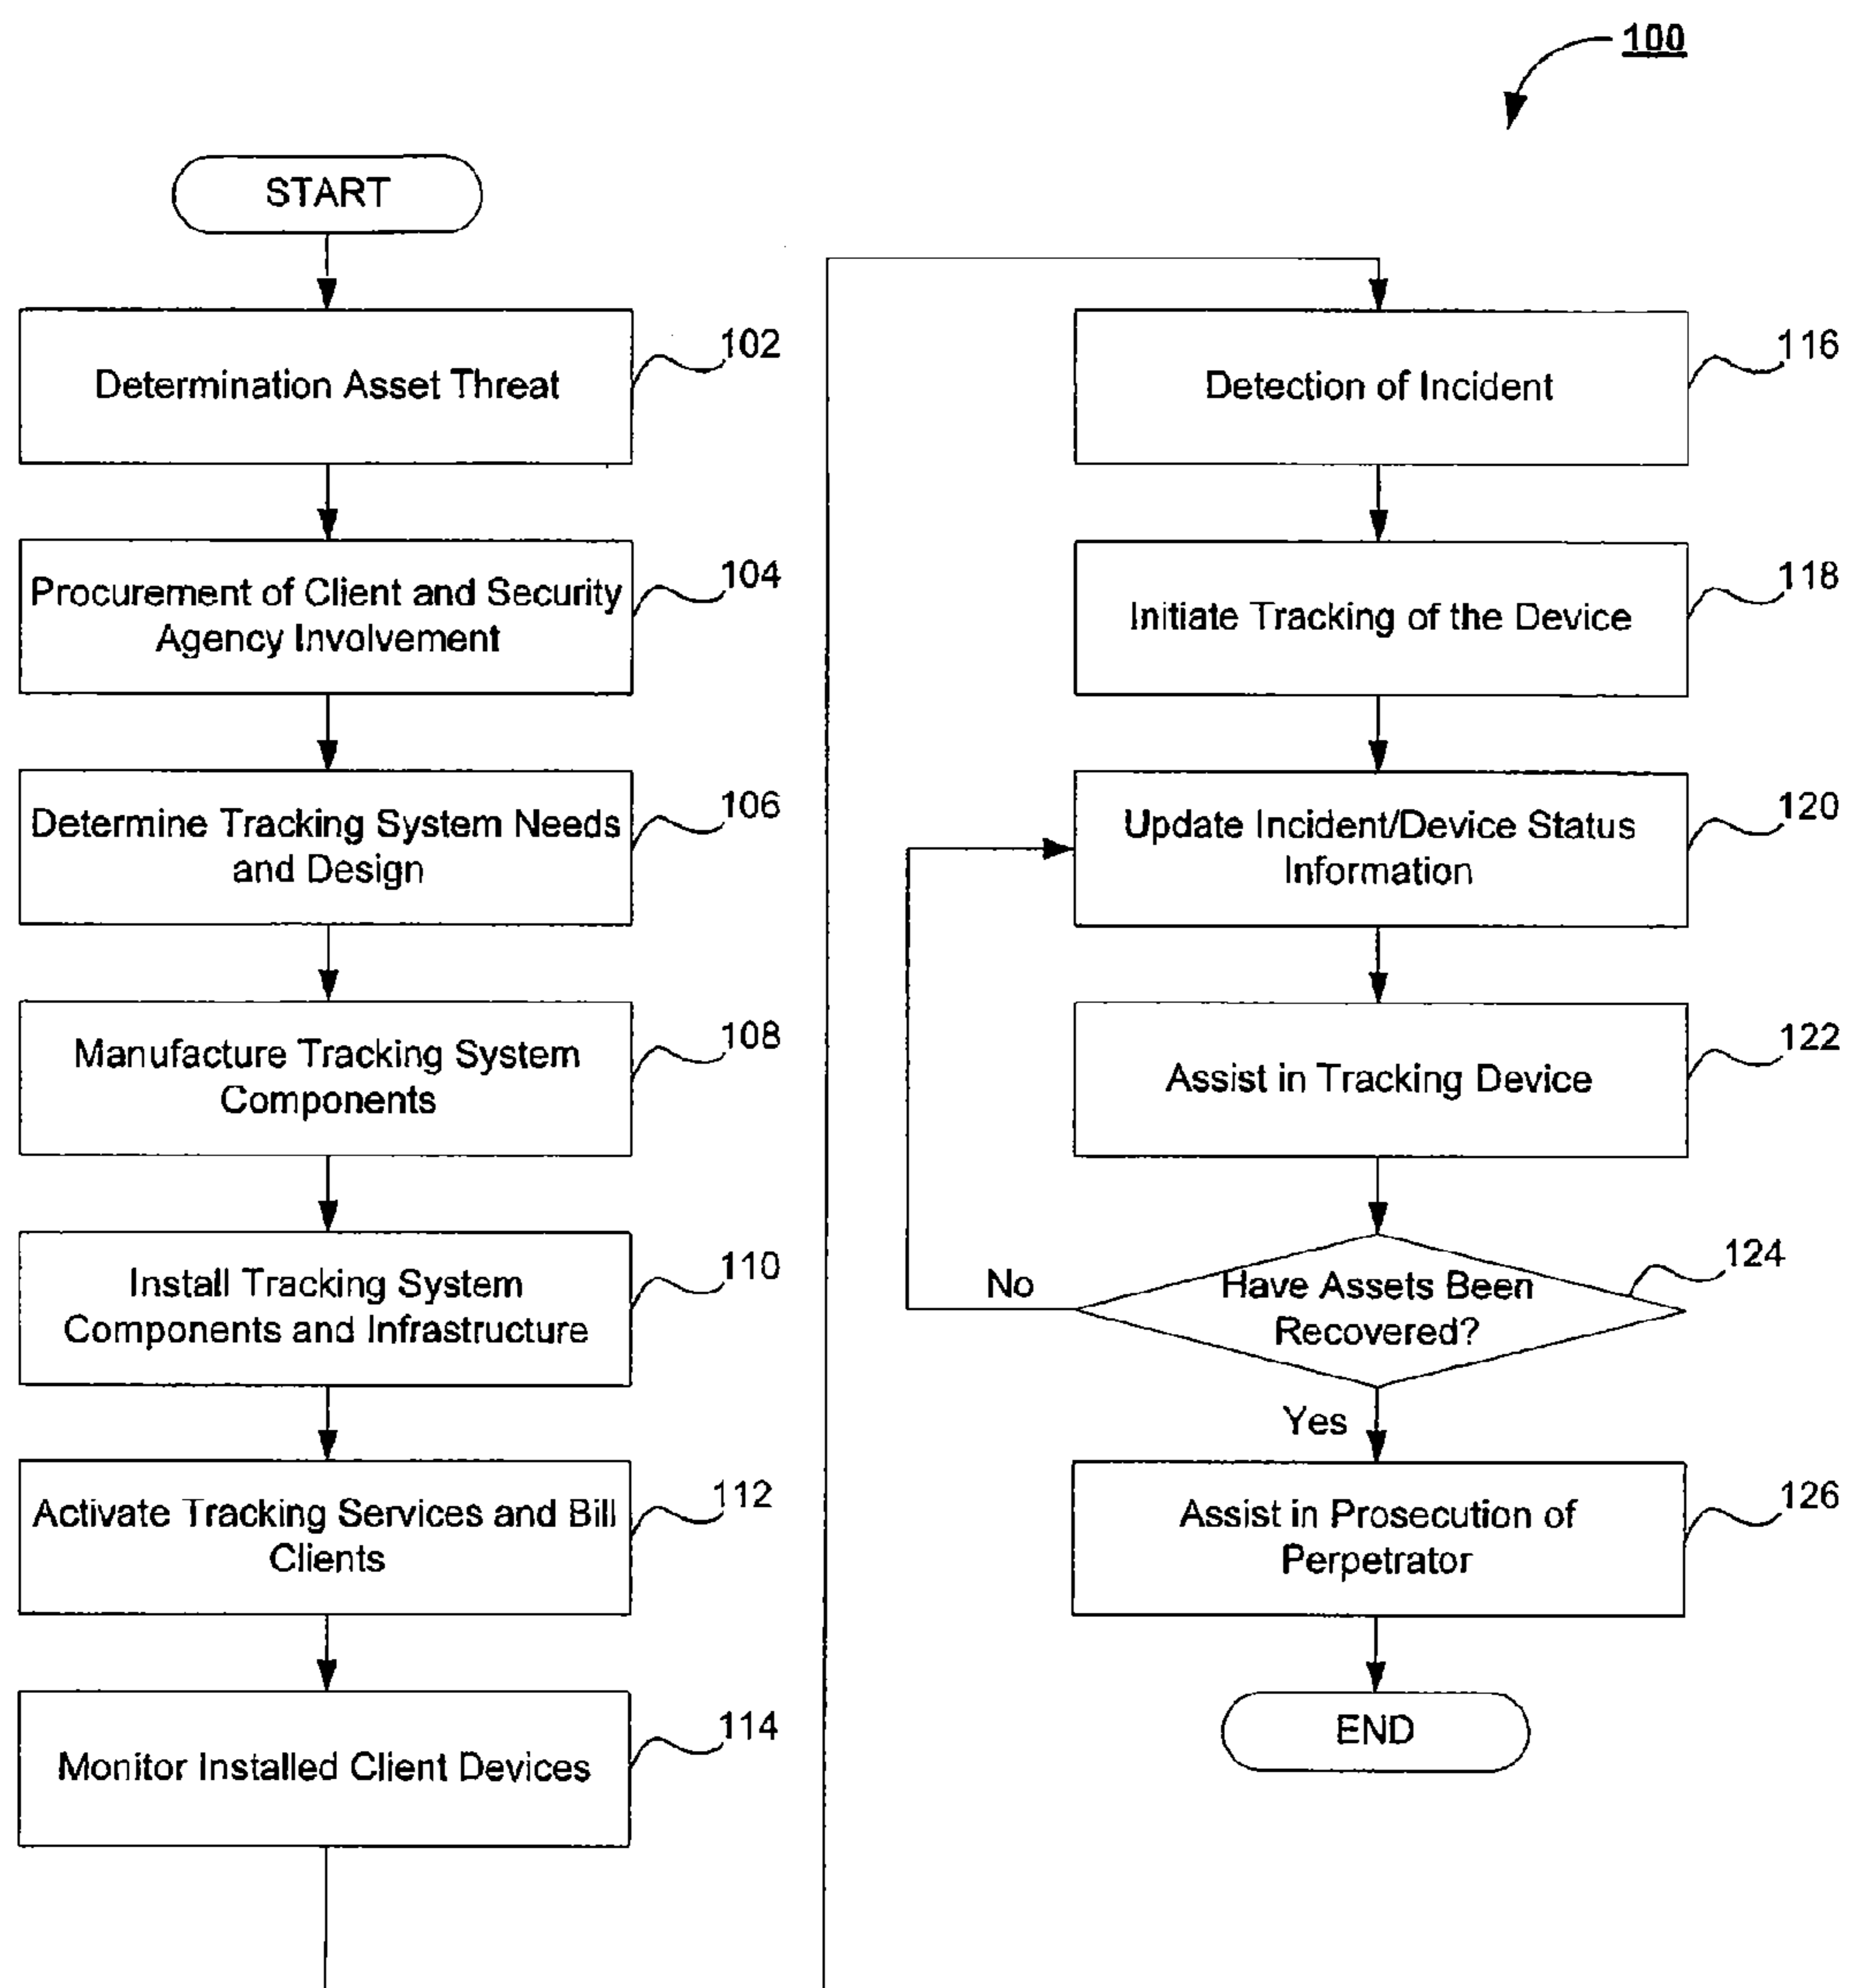 100
START
Determination Asset Threat
102
Procurement of Client and Security
Agency Involvement
104
Determine Tracking System Needs
and Design
106
Manufacture Tracking System
Components
108
Install Tracking System
Components and Infrastructure
110
Activate Tracking Services and Bill
Clients
112
Monitor Installed Client Devices
114
Detection of Incident
116
Initiate Tracking of the Device
118
Update Incident/Device Status
Information
120
Assist in Tracking Device
122
Have Assets Been
Recovered?
124
No
Yes
Assist in Prosecution of
Perpetrator
126
END